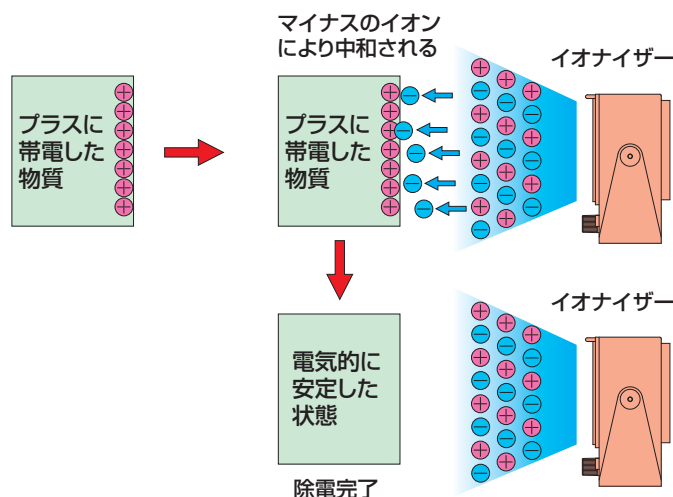 マイナスのイオン
により中和される
イオナイザー
プラスに
帯電した
物質
プラスに
帯電した
物質
イオナイザー
電気的に
安定した
状態
除電完了